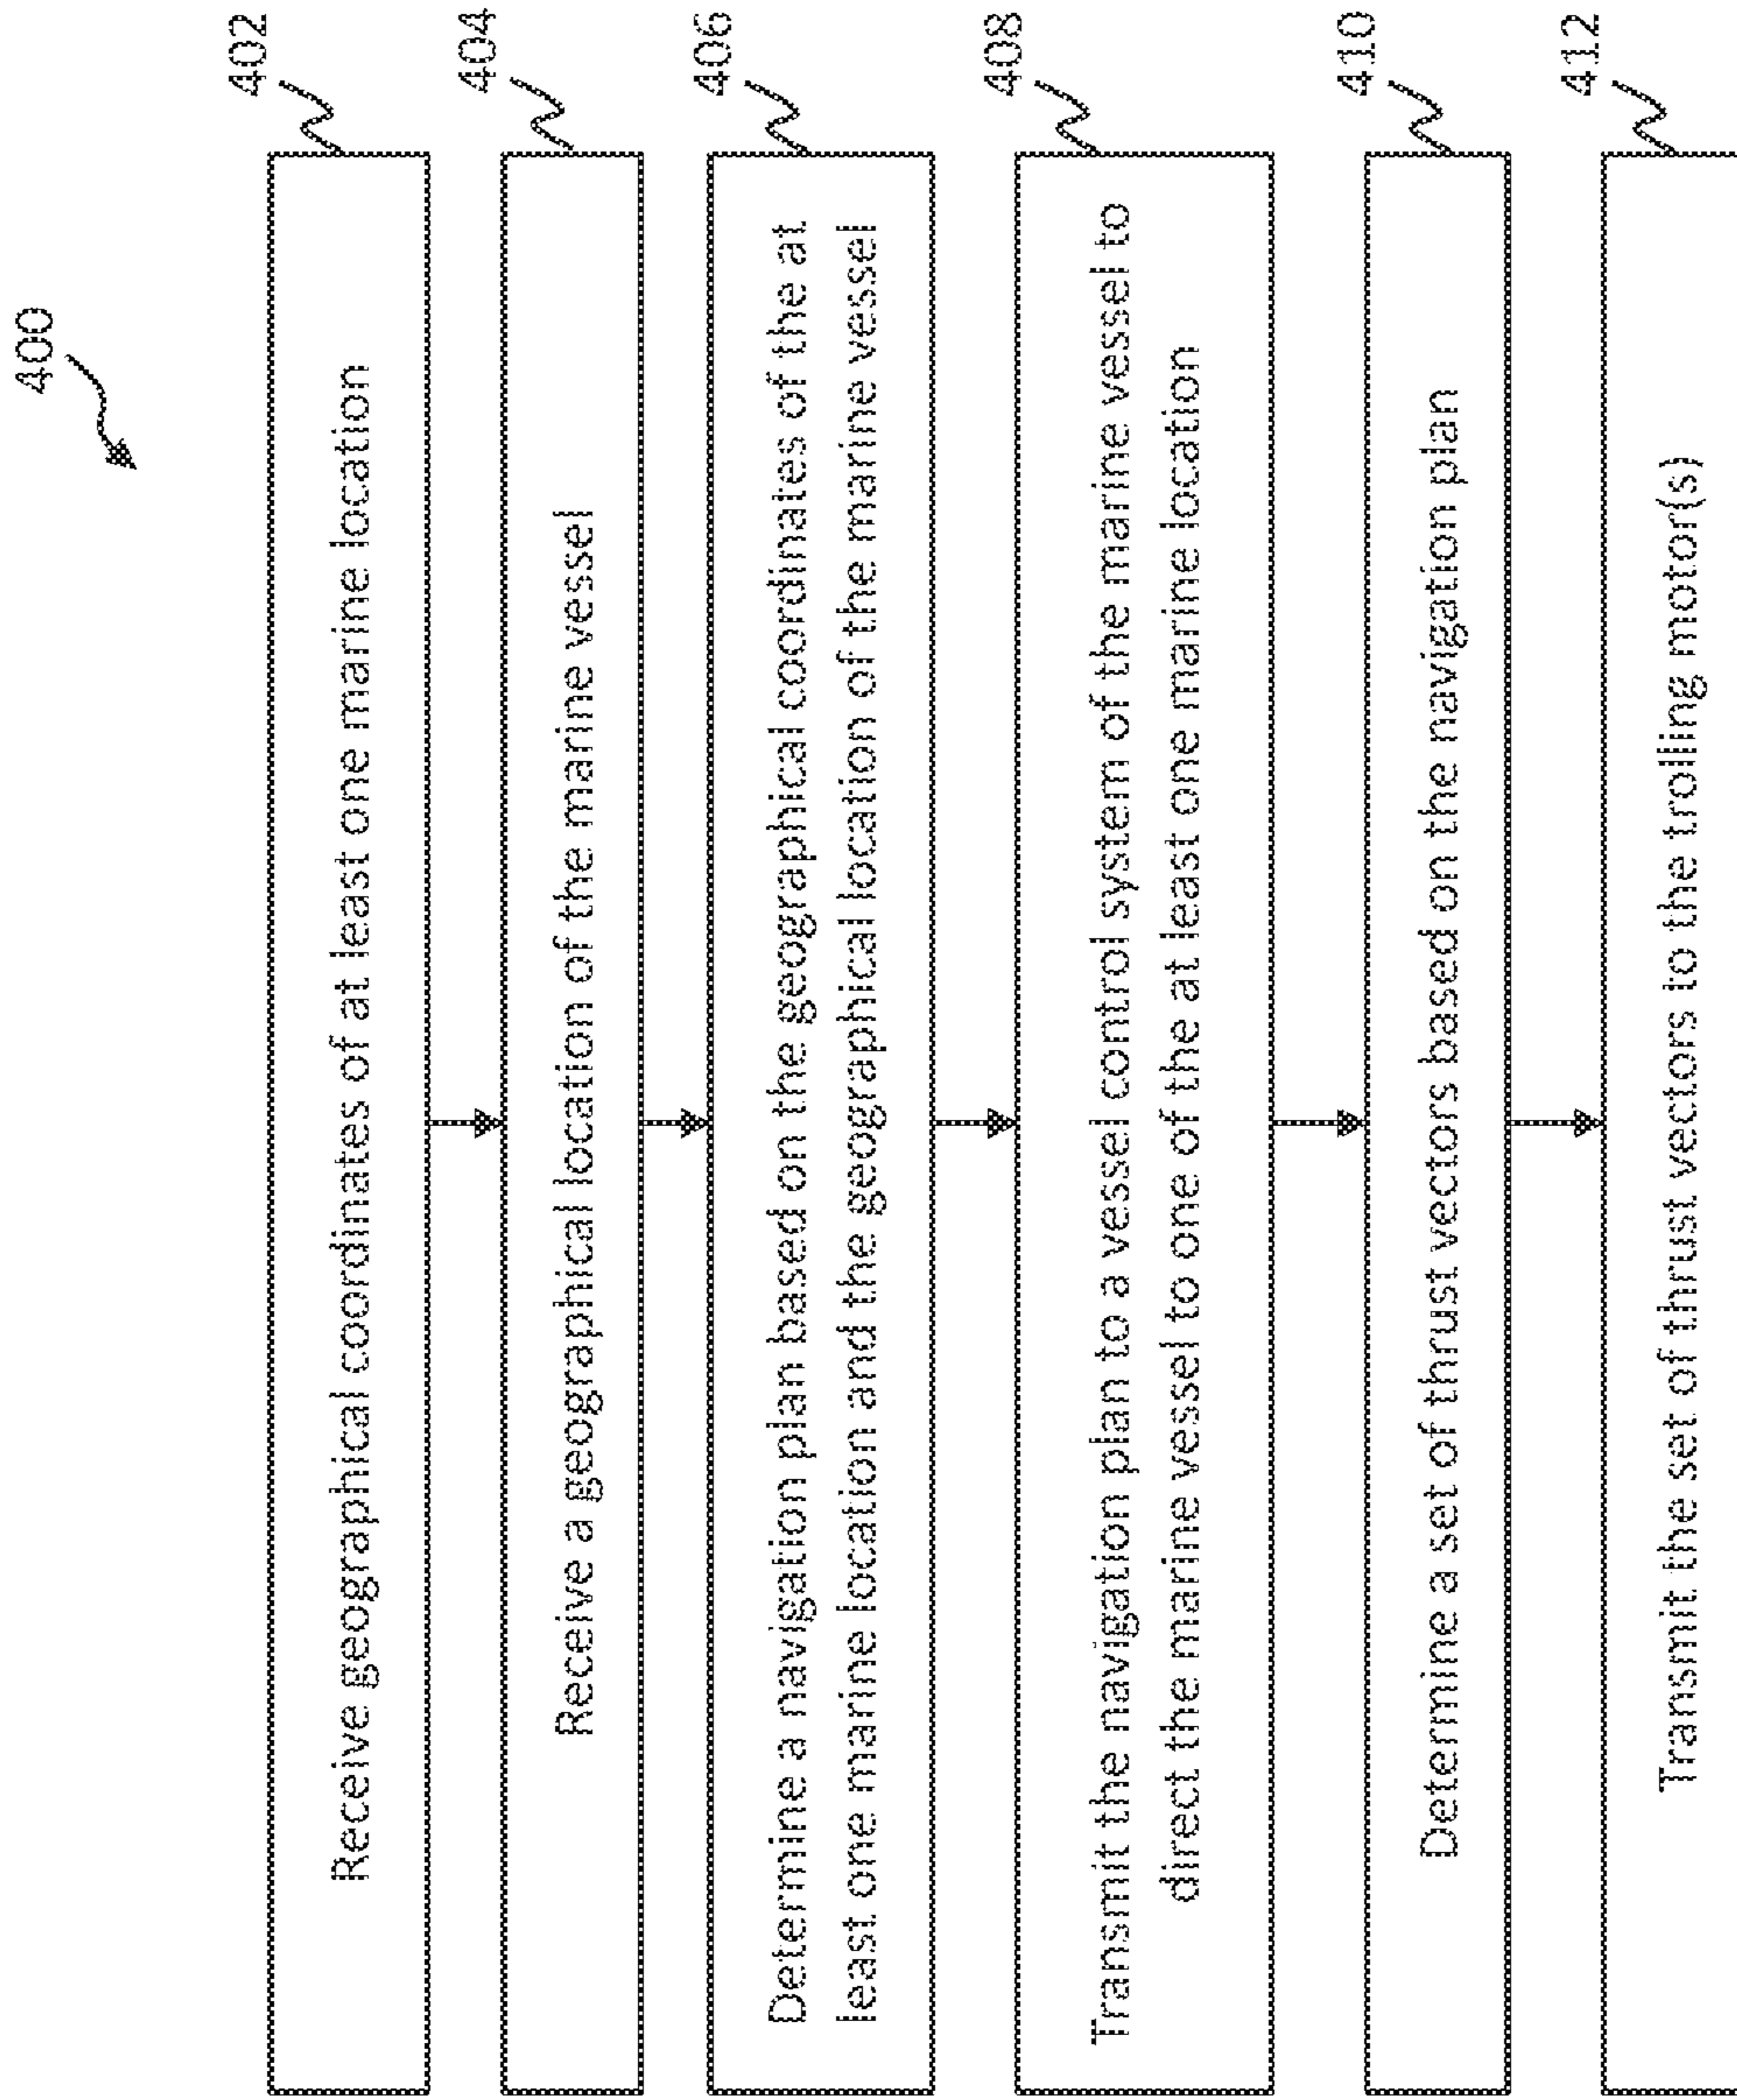 400
402
Receive geographical coordinates of at least one marine location
404
Receive a geographical location of the marine vessel
406
Determine a navigation plan based on the geographical coordinates of the at
least one marine location and the geographical location of the marine vessel
408
Transmit the navigation plan to a vessel control system of the marine vessel to
direct the marine vessel to one of the at least one marine location
410
Determine a set of thrust vectors based on the navigation plan
412
Transmit the set of thrust vectors to the trolling motor(s)